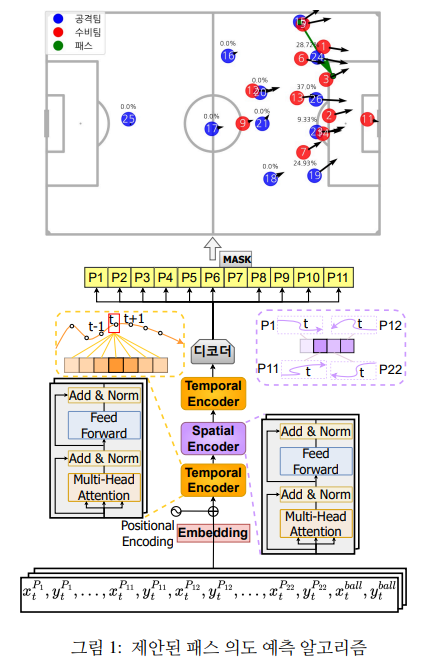 공격팀
수비팀
패스
28.72%
0.0%
0.0%
37.0%
0.0%
0.0%
0.0%
9.33%
24.93%
0.0%
1
6
24
16
3
12
20
13
26
25
2
11
17
9
21
7
18
19
MASK
P1 P2 P3 P4 P5 P6 P7 P8 P9 P10 P11
t-1 t t+1
디코더
P1 t t P12
P11 t t P22
Temporal
Encoder
Spatial
Encoder
Temporal
Encoder
Add & Norm
Feed
Forward
Add & Norm
Multi-Head
Attention
Add & Norm
Feed
Forward
Add & Norm
Multi-Head
Attention
Positional
Encoding
Embedding
x_t^{P_1}, y_t^{P_1}, ..., x_t^{P_{11}}, y_t^{P_{11}}, x_t^{P_{12}}, y_t^{P_{12}}, ..., x_t^{P_{22}}, y_t^{P_{22}}, x_t^{ball}, y_t^{ball}
그림 1: 제안된 패스 의도 예측 알고리즘